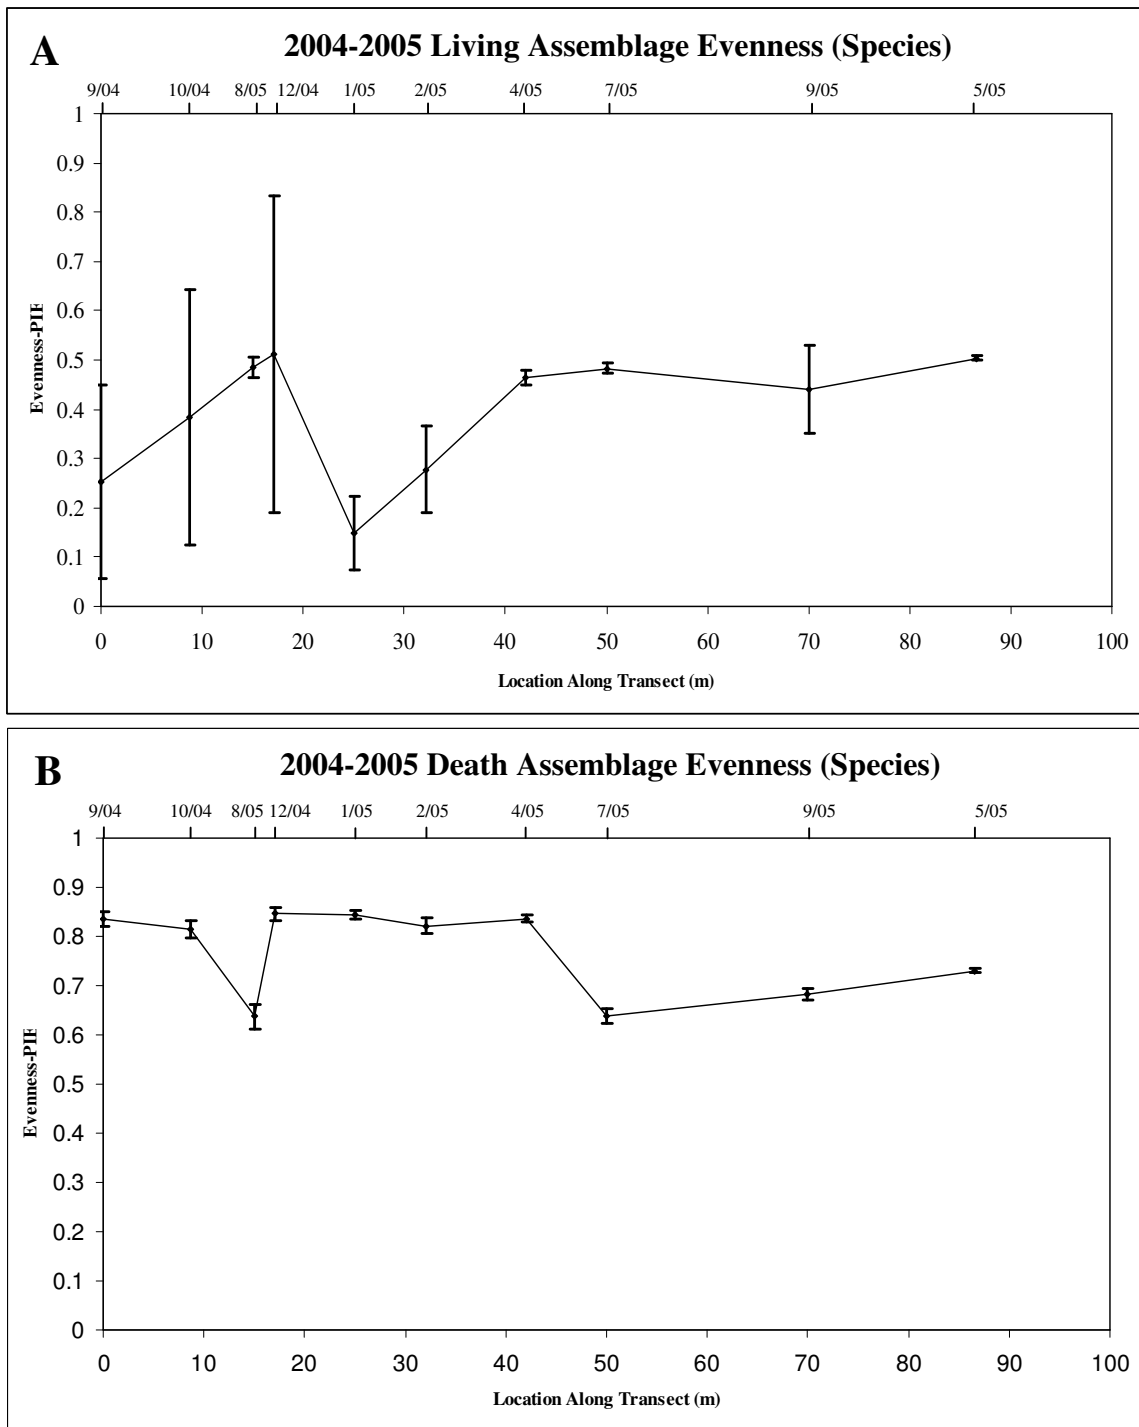 A
2004-2005 Living Assemblage Evenness (Species)
9/04 10/04 8/05 12/04 1/05 2/05 4/05 7/05 9/05 5/05
1
0.9
0.8
0.7
0.6
0.5
0.4
0.3
0.2
0.1
0
Evenness-PIE
0 10 20 30 40 50 60 70 80 90 100
Location Along Transect (m)
B
2004-2005 Death Assemblage Evenness (Species)
9/04 10/04 8/05 12/04 1/05 2/05 4/05 7/05 9/05 5/05
1
0.9
0.8
0.7
0.6
0.5
0.4
0.3
0.2
0.1
0
Evenness-PIE
0 10 20 30 40 50 60 70 80 90 100
Location Along Transect (m)